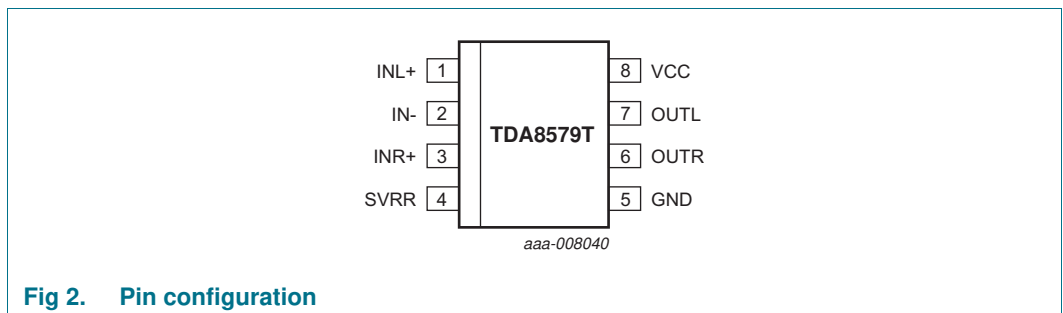 INL+ 1 8 VCC
IN- 2 7 OUTL
TDA8579T
INR+ 3 6 OUTR
SVRR 4 5 GND
aaa-008040
Fig 2. Pin configuration